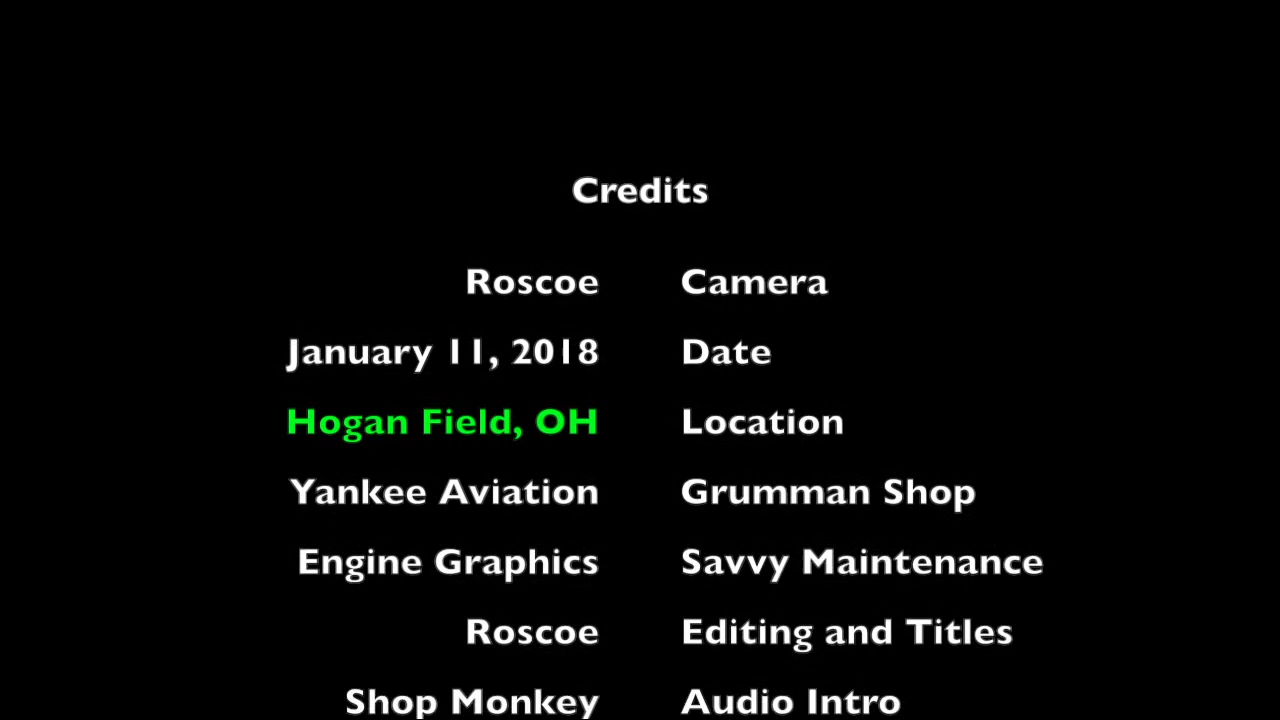 Credits
Roscoe Camera
January 11, 2018 Date
Hogan Field, OH Location
Yankee Aviation Grumman Shop
Engine Graphics Savvy Maintenance
Roscoe Editing and Titles
Shop Monkey Audio Intro